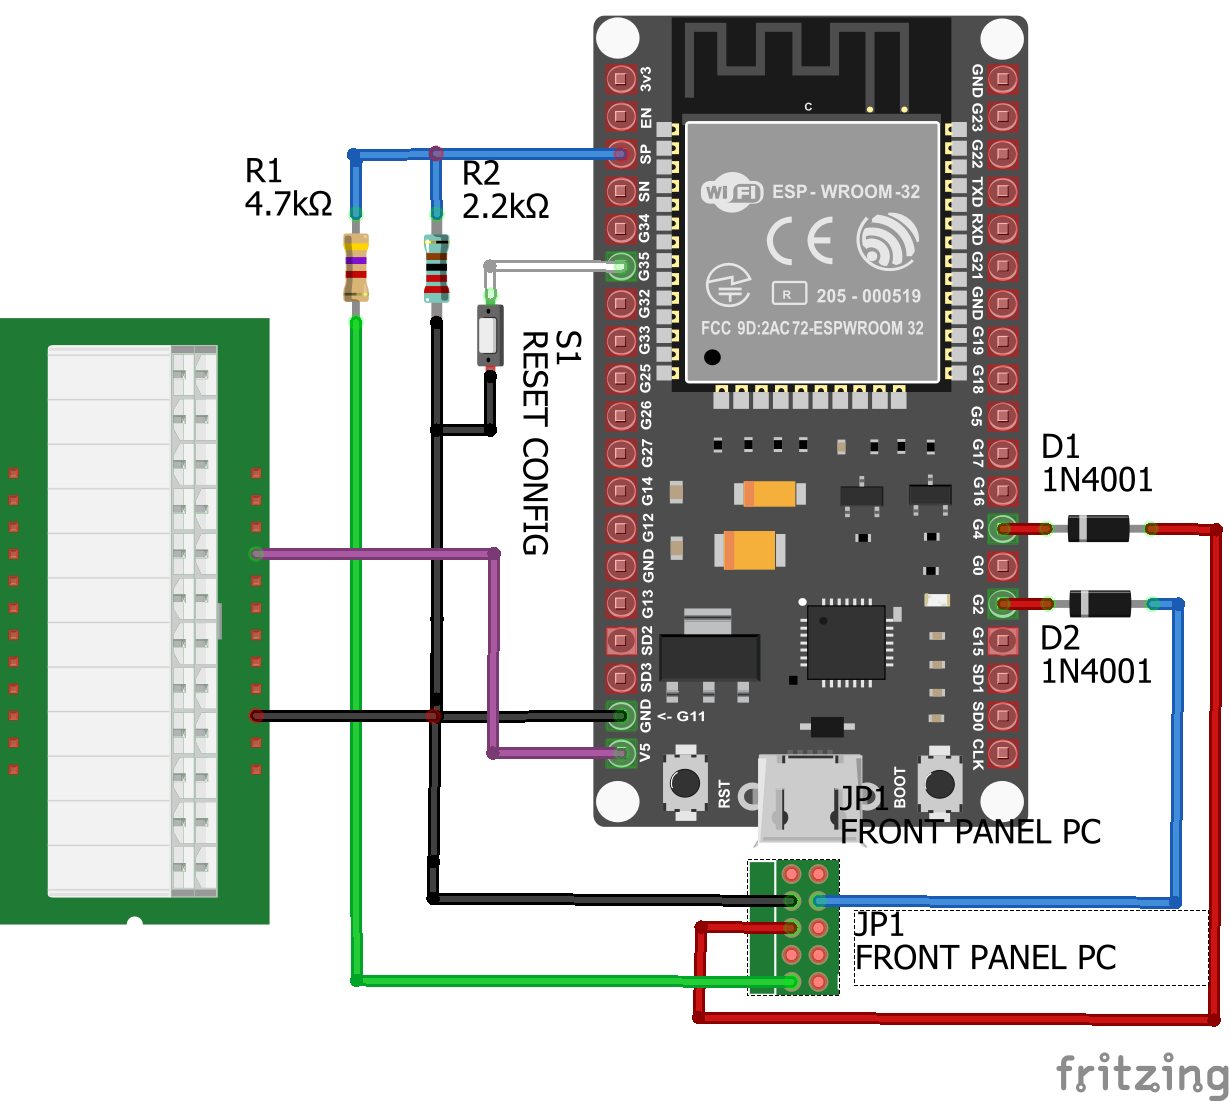 R1
4.7kΩ
R2
2.2kΩ
S1
RESET CONFIG
3v3
EN
SP
SN
G34
G35
G32
G33
G25
G26
G27
G14
G12
GND
G13
SD2
SD3
GND
<- G11
V5
C
WiFi
ESP - WROOM -32
CE
R
205 - 000519
FCC 9D:2AC72-ESPWROOM 32
RST
BOOT
GND
G23
G22
TXD
RXD
G21
GND
G19
G18
G5
G17
G16
G4
G0
G2
G15
SD1
SD0
CLK
D1
1N4001
D2
1N4001
JP1
FRONT PANEL PC
JP1
FRONT PANEL PC
fritzing